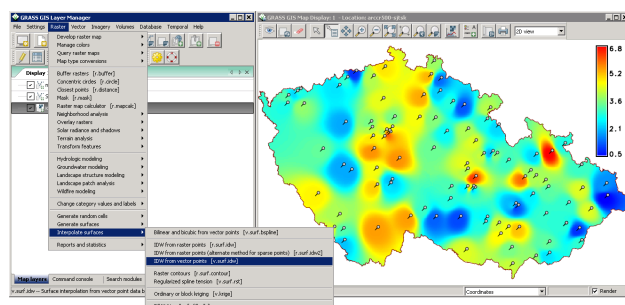 GRASS GIS Layer Manager
File Settings Raster Vector Imagery Volumes Database Temporal Help
Develop raster map
Manage colors
Query raster maps
Map type conversions
Buffer rasters [r.buffer]
Concentric circles [r.circle]
Closest points [r.distance]
Mask [r.mask]
Raster map calculator [r.mapcalc]
Neighborhood analysis
Overlay rasters
Solar radiation and shadows
Terrain analysis
Transform features
Hydrologic modeling
Groundwater modeling
Landscape structure modeling
Landscape patch analysis
Wildfire modeling
Change category values and labels
Generate random cells
Generate surfaces
Interpolate surfaces
Reports and statistics
Display
Map layers Command console Search modules
v.surf.idw -- Surface interpolation from vector point data b
Bilinear and bicubic from vector points [v.surf.bspline]
IDW from raster points [r.surf.idw]
IDW from raster points (alternate method for sparse points) [r.surf.idw2]
IDW from vector points [v.surf.idw]
Raster contours [r.surf.contour]
Regularized spline tension [v.surf.rst]
Ordinary or block kriging [v.krige]
GRASS GIS Map Display: 1 - Location: arccr500-sjtsk
2D view
6.8
5.2
3.6
2.1
0.5
Coordinates
Render